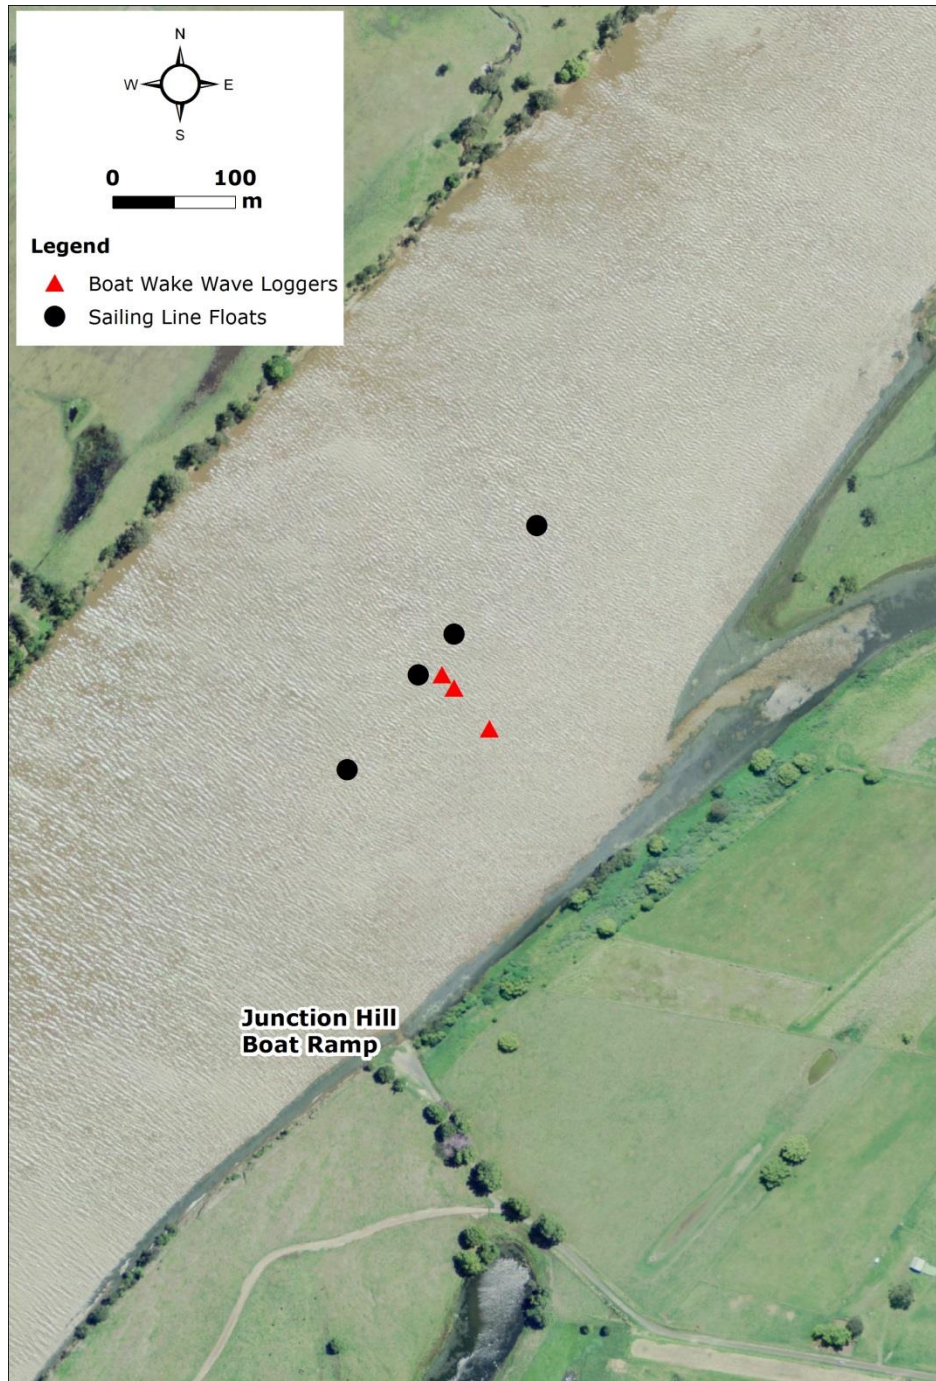 N
W E
S
0 100
m
Legend
Boat Wake Wave Loggers
Sailing Line Floats
Junction Hill
Boat Ramp